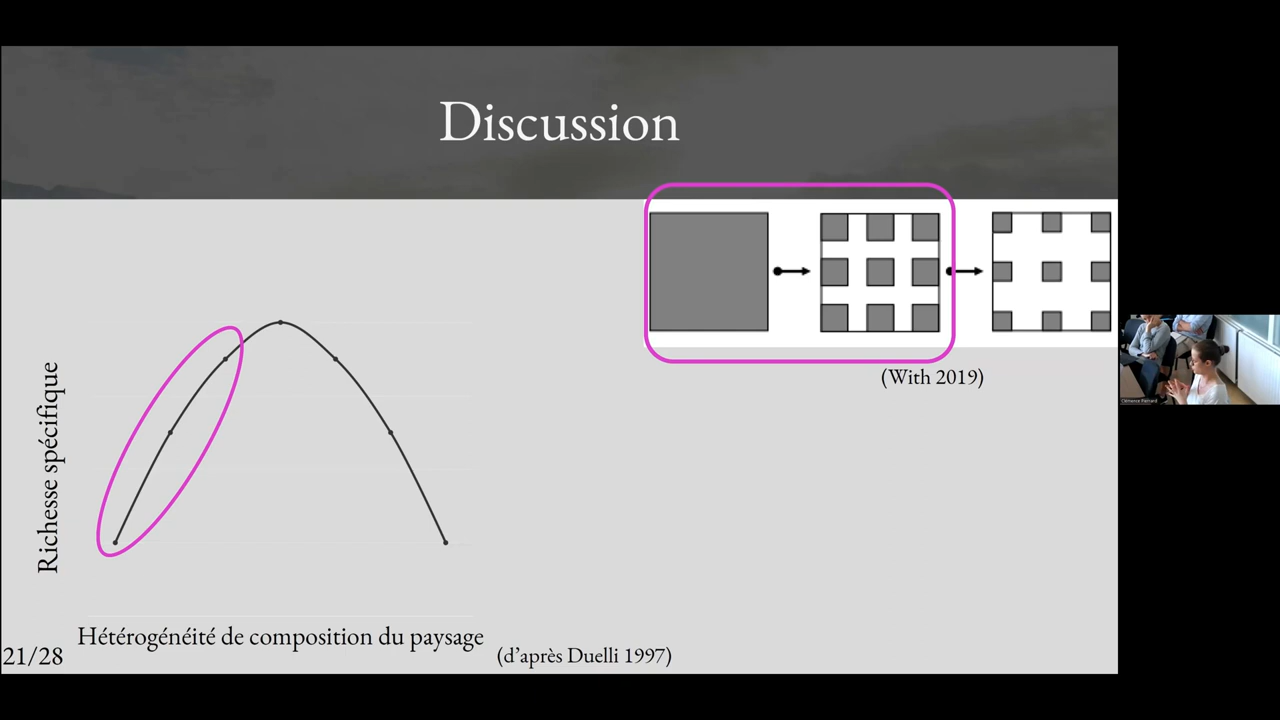 Discussion
(With 2019)
Richesse spécifique
Hétérogénéité de composition du paysage
(d'après Duelli 1997)
21/28